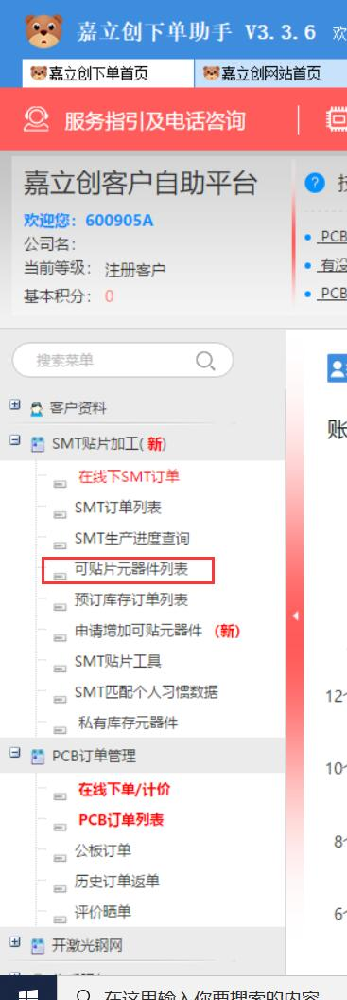 嘉立创下单助手 V3.3.6 欢
嘉立创下单首页 嘉立创网站首页
服务指引及电话咨询
嘉立创客户自助平台
欢迎您：600905A
公司名：
当前等级： 注册客户
基本积分： 0
? 技
PCB
有没
PCB
搜索菜单
账
客户资料
SMT贴片加工(新)
在线下SMT订单
SMT订单列表
SMT生产进度查询
可贴片元器件列表
预订库存订单列表
申请增加可贴元器件 (新)
SMT贴片工具
SMT匹配个人习惯数据
私有库存元器件
PCB订单管理
在线下单/计价
PCB订单列表
公板订单
历史订单返单
评价晒单
开激光钢网
12个
10个
8个
6个
在这里输入你要搜索的内容